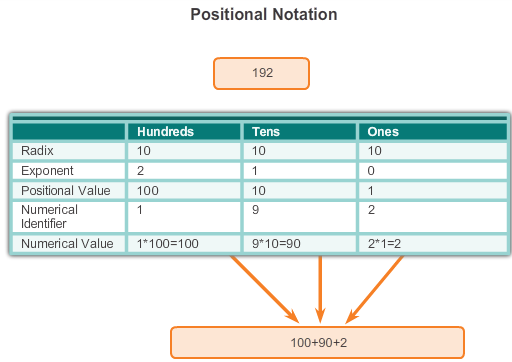 Positional Notation
192
Hundreds Tens Ones
Radix 10 10 10
Exponent 2 1 0
Positional Value 100 10 1
Numerical Identifier 1 9 2
Numerical Value 1*100=100 9*10=90 2*1=2
100+90+2